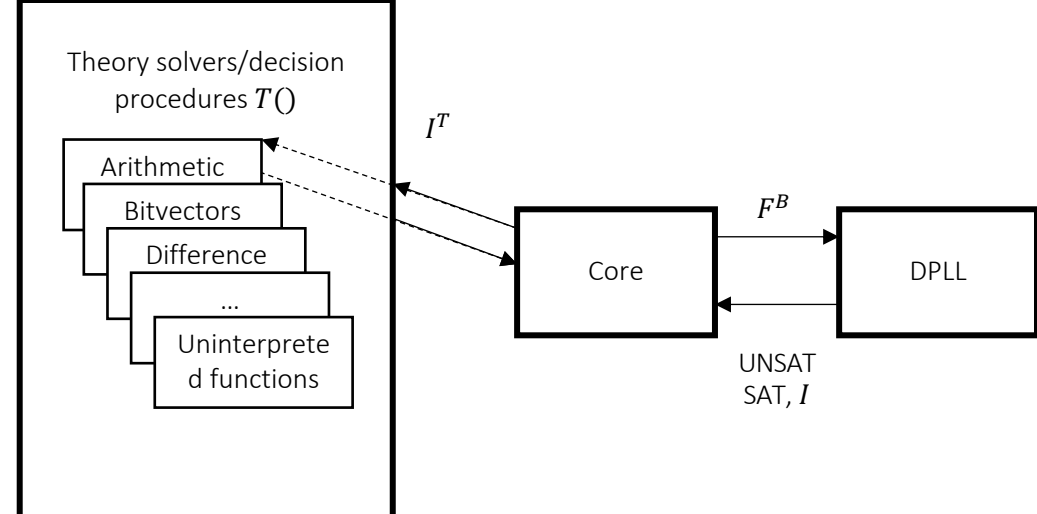 Theory solvers/decision
procedures T()
I^T
Arithmetic
Bitvectors
Difference
...
Uninterprete
d functions
Core
F^B
DPLL
UNSAT
SAT, I